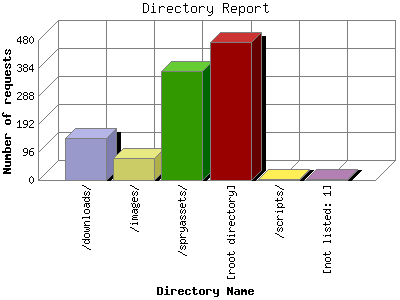 Directory Report
Number of requests
480
384
288
192
96
0
/downloads/
/images/
/spryassets/
[root directory]
/scripts/
[not listed: 1]
Directory Name